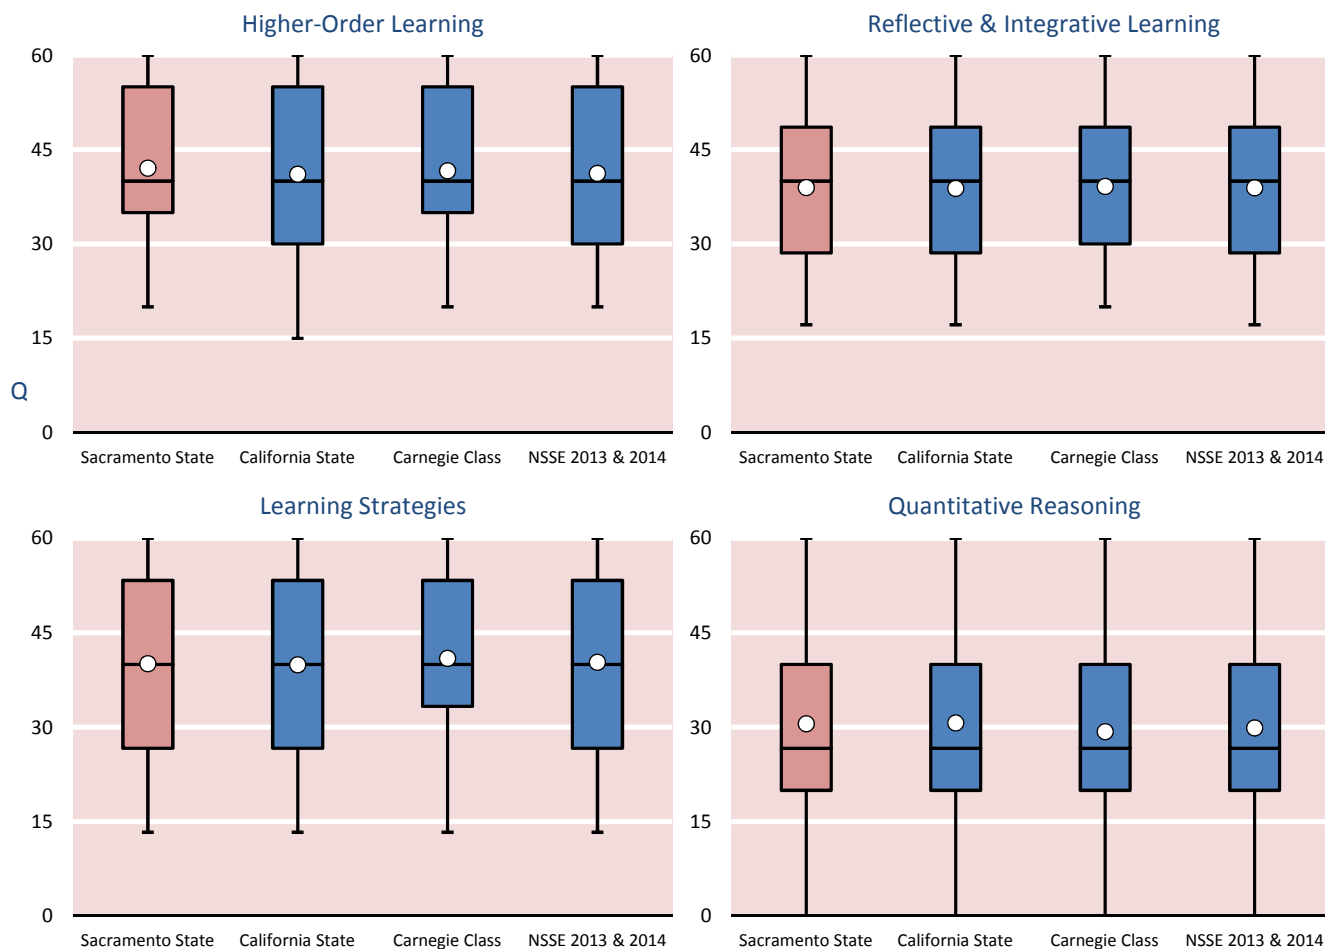 Higher-Order Learning
60
45
30
15
0
Sacramento State California State Carnegie Class NSSE 2013 & 2014
Reflective & Integrative Learning
60
45
30
15
0
Sacramento State California State Carnegie Class NSSE 2013 & 2014
Q
Learning Strategies
60
45
30
15
0
Sacramento State California State Carnegie Class NSSE 2013 & 2014
Quantitative Reasoning
60
45
30
15
0
Sacramento State California State Carnegie Class NSSE 2013 & 2014